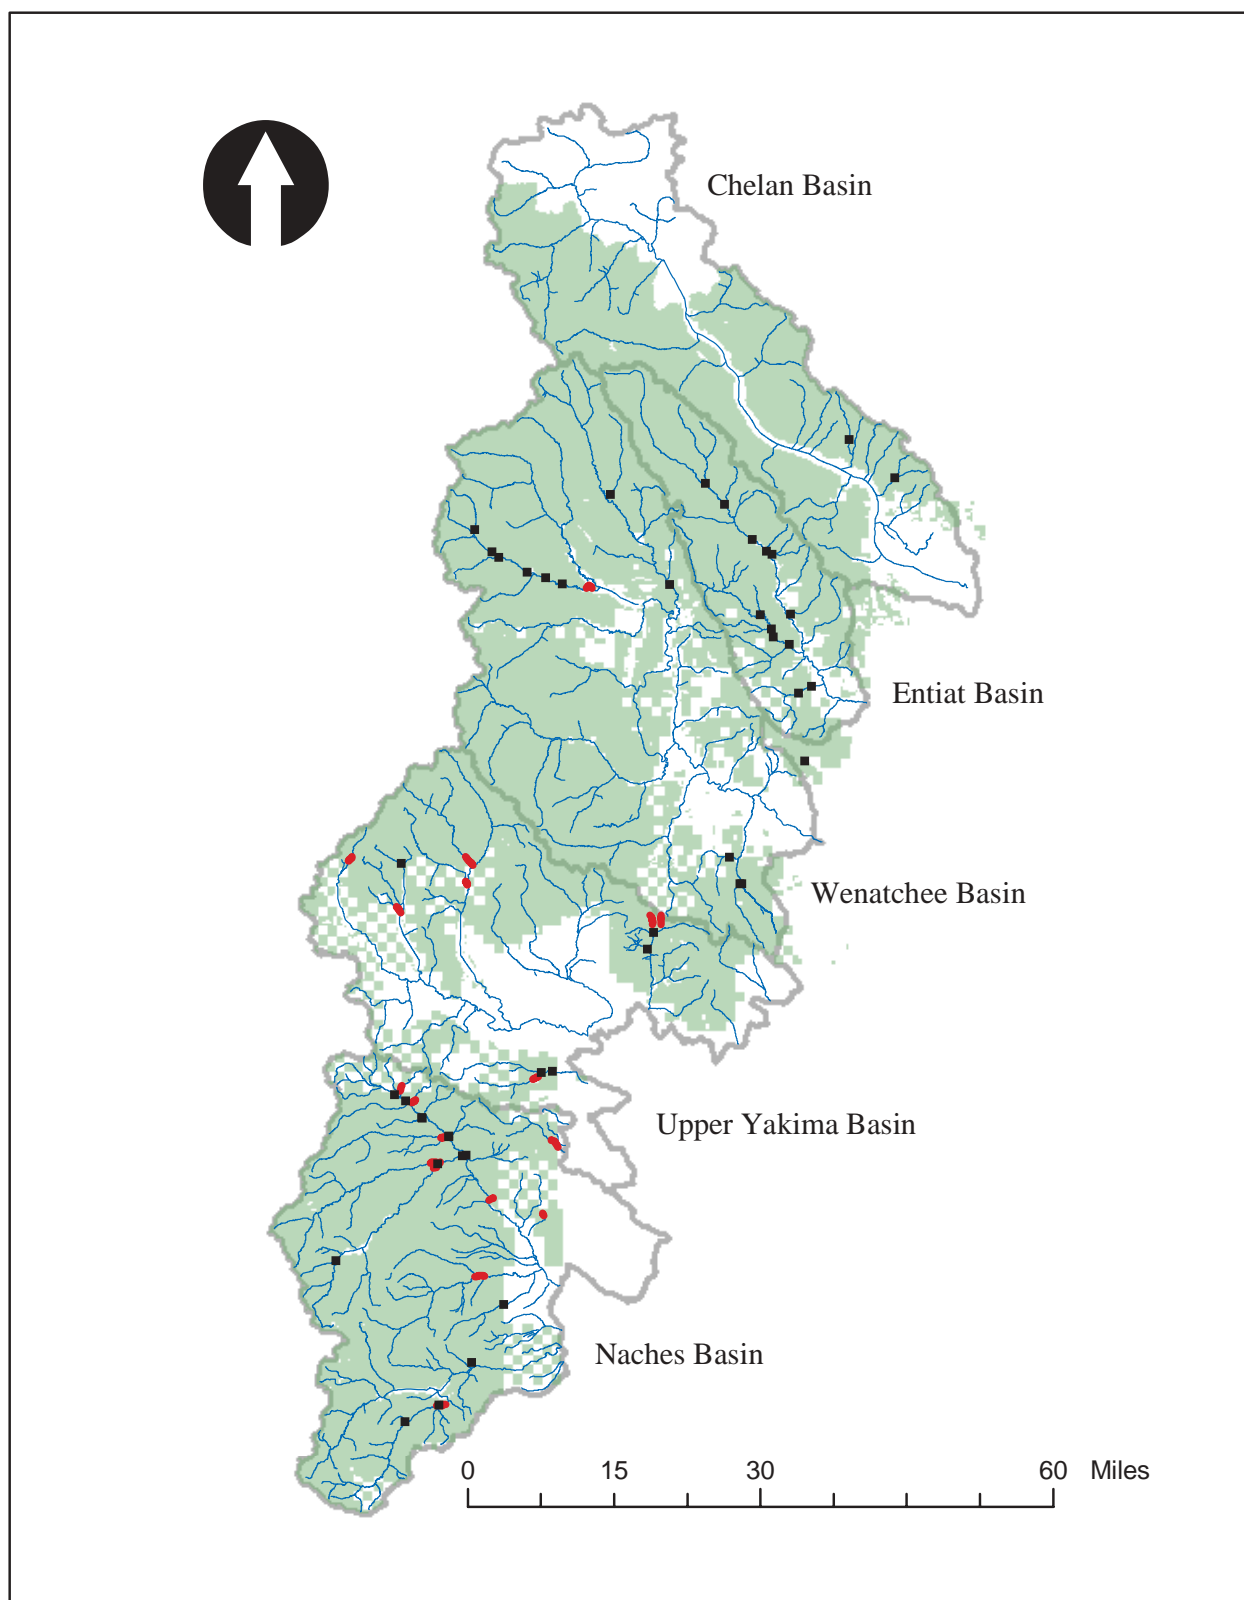 Chelan Basin
Entiat Basin
Wenatchee Basin
Upper Yakima Basin
Naches Basin
0 15 30 60 Miles